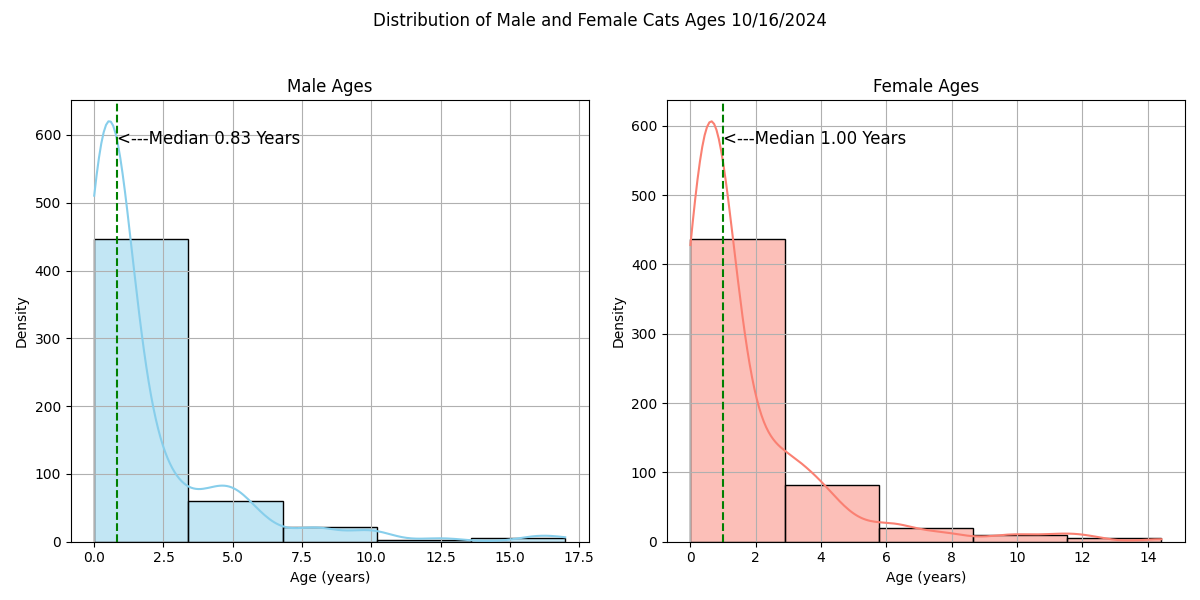 Distribution of Male and Female Cats Ages 10/16/2024
Male Ages
<---Median 0.83 Years
Density
600
500
400
300
200
100
0
0.0 2.5 5.0 7.5 10.0 12.5 15.0 17.5
Age (years)
Female Ages
<---Median 1.00 Years
Density
600
500
400
300
200
100
0
0 2 4 6 8 10 12 14
Age (years)